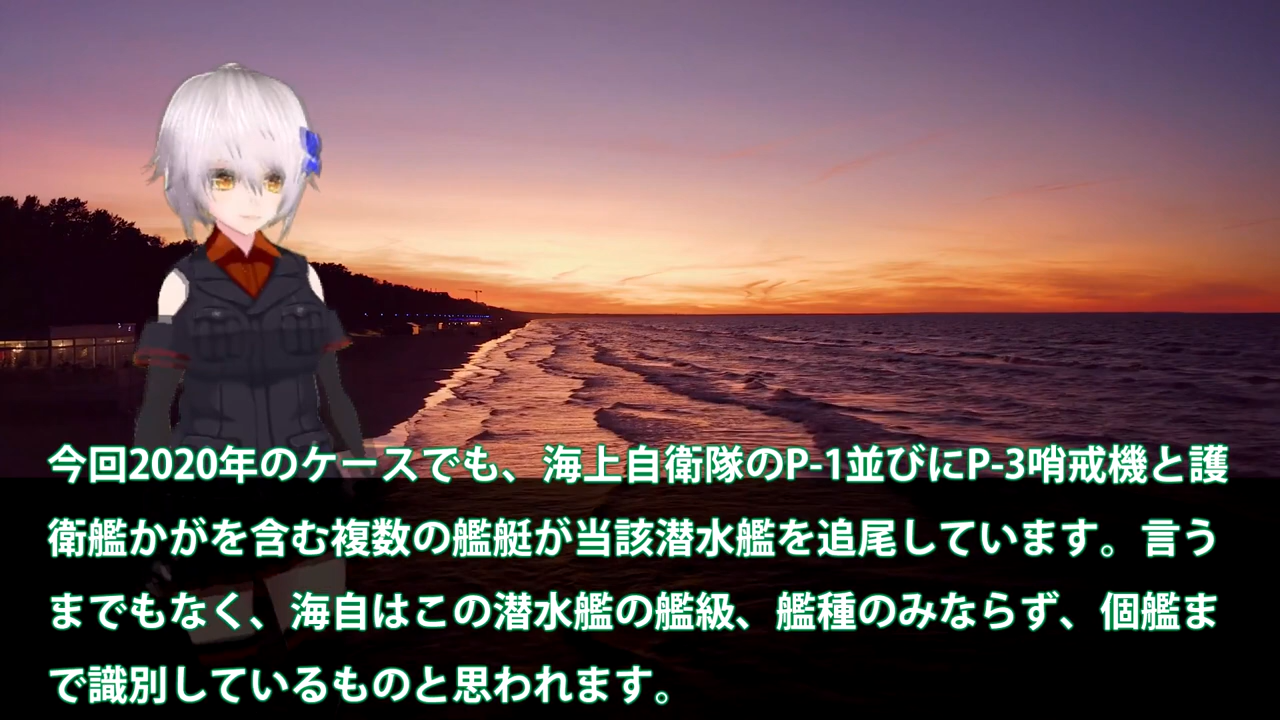 今回2020年のケースでも、海上自衛隊のP-1並びにP-3哨戒機と護
衛艦かがを含む複数の艦艇が当該潜水艦を追尾しています。言う
までもなく、海自はこの潜水艦の艦級、艦種のみならず、個艦ま
で識別しているものと思われます。